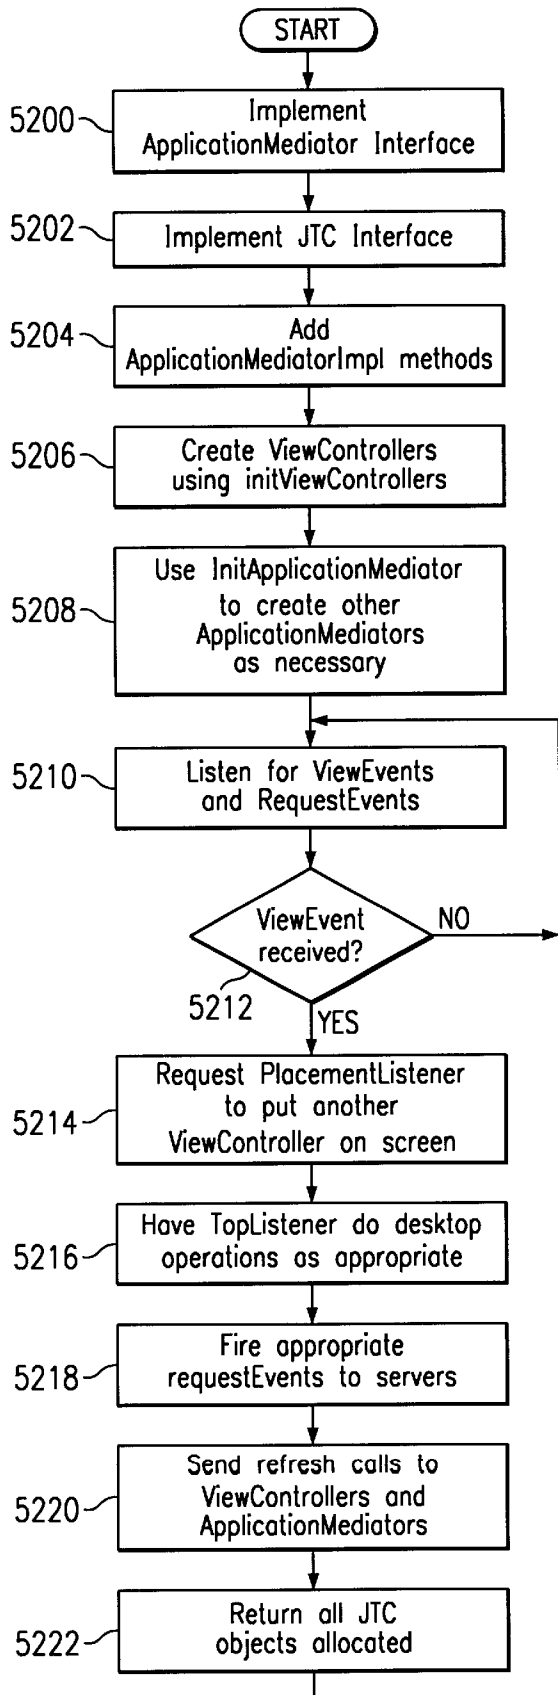 START
5200
Implement
ApplicationMediator Interface
5202
Implement JTC Interface
5204
Add
ApplicationMediatorImpl methods
5206
Create ViewControllers
using initViewControllers
5208
Use InitApplicationMediator
to create other
ApplicationMediators
as necessary
5210
Listen for ViewEvents
and RequestEvents
ViewEvent
received?
NO
5212
YES
5214
Request PlacementListener
to put another
ViewController on screen
5216
Have TopListener do desktop
operations as appropriate
5218
Fire appropriate
requestEvents to servers
5220
Send refresh calls to
ViewControllers and
ApplicationMediators
5222
Return all JTC
objects allocated